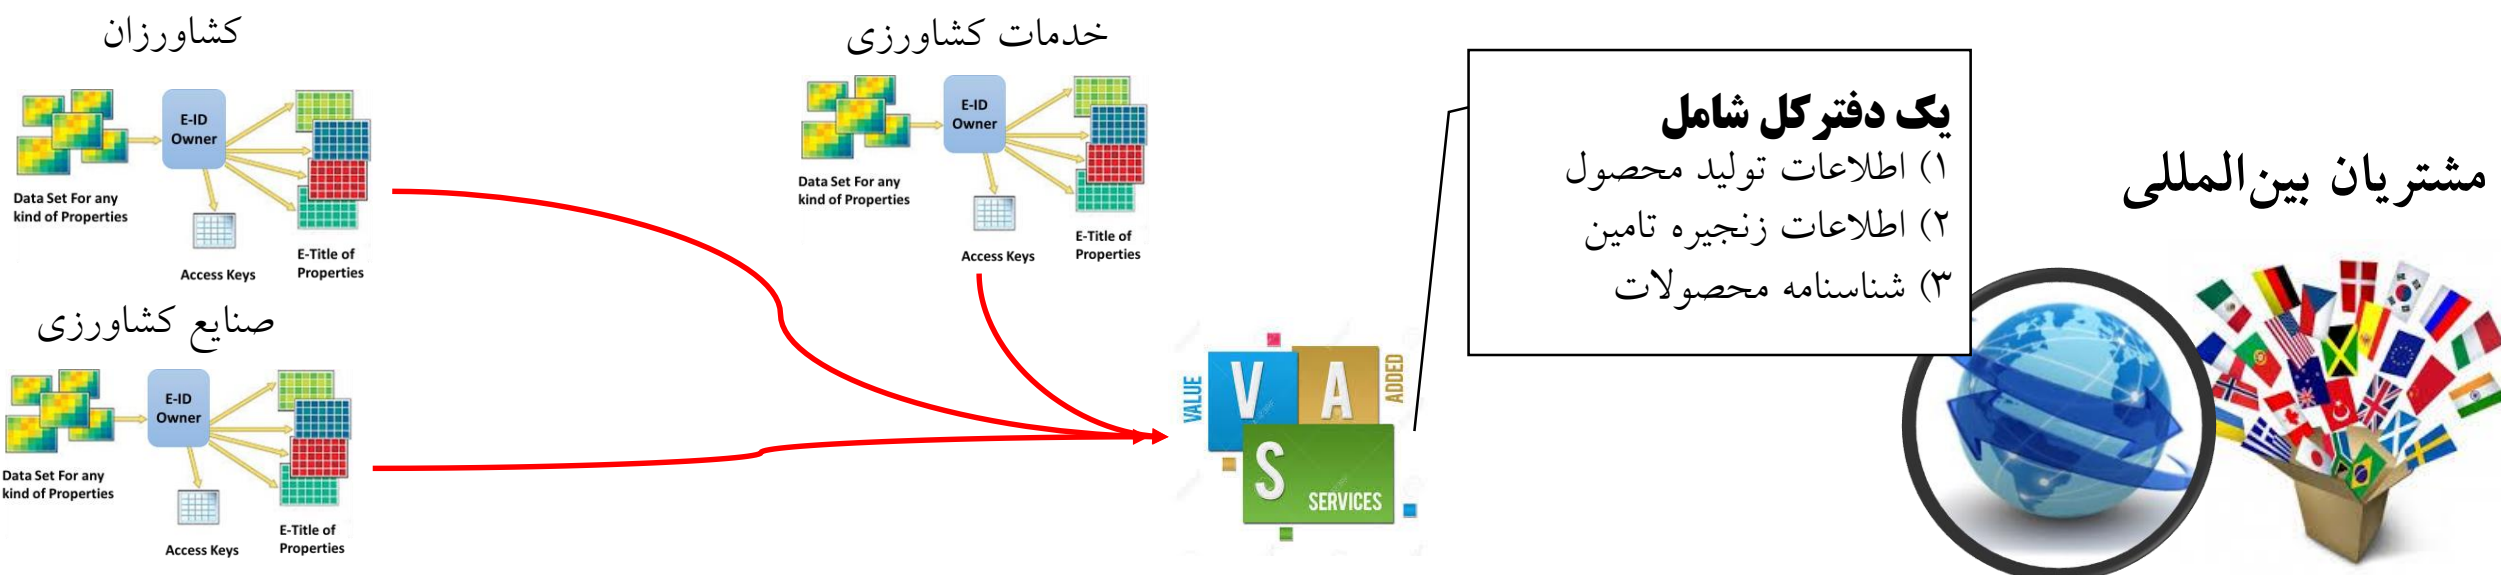 کشاورزان
E-ID
Owner
Data Set For any
kind of Properties
Access Keys
E-Title of
Properties
خدمات کشاورزی
E-ID
Owner
Data Set For any
kind of Properties
Access Keys
E-Title of
Properties
صنایع کشاورزی
E-ID
Owner
Data Set For any
kind of Properties
Access Keys
E-Title of
Properties
VALUE
V
A
ADDED
S
SERVICES
یک دفتر کل شامل
۱) اطلاعات تولید محصول
۲) اطلاعات زنجیره تامین
۳) شناسنامه محصولات
مشتریان بین‌المللی